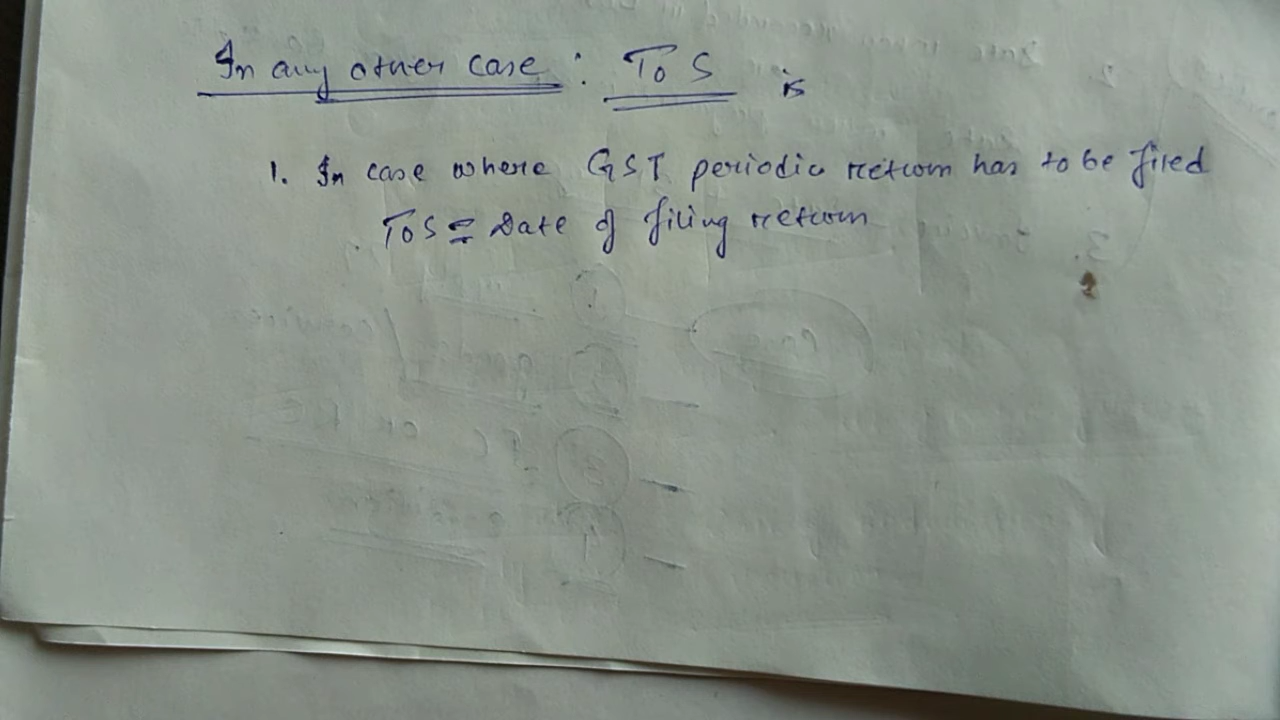 In any other case : ToS is
1. In case where GST periodic return has to be filed
ToS = Date of filing return